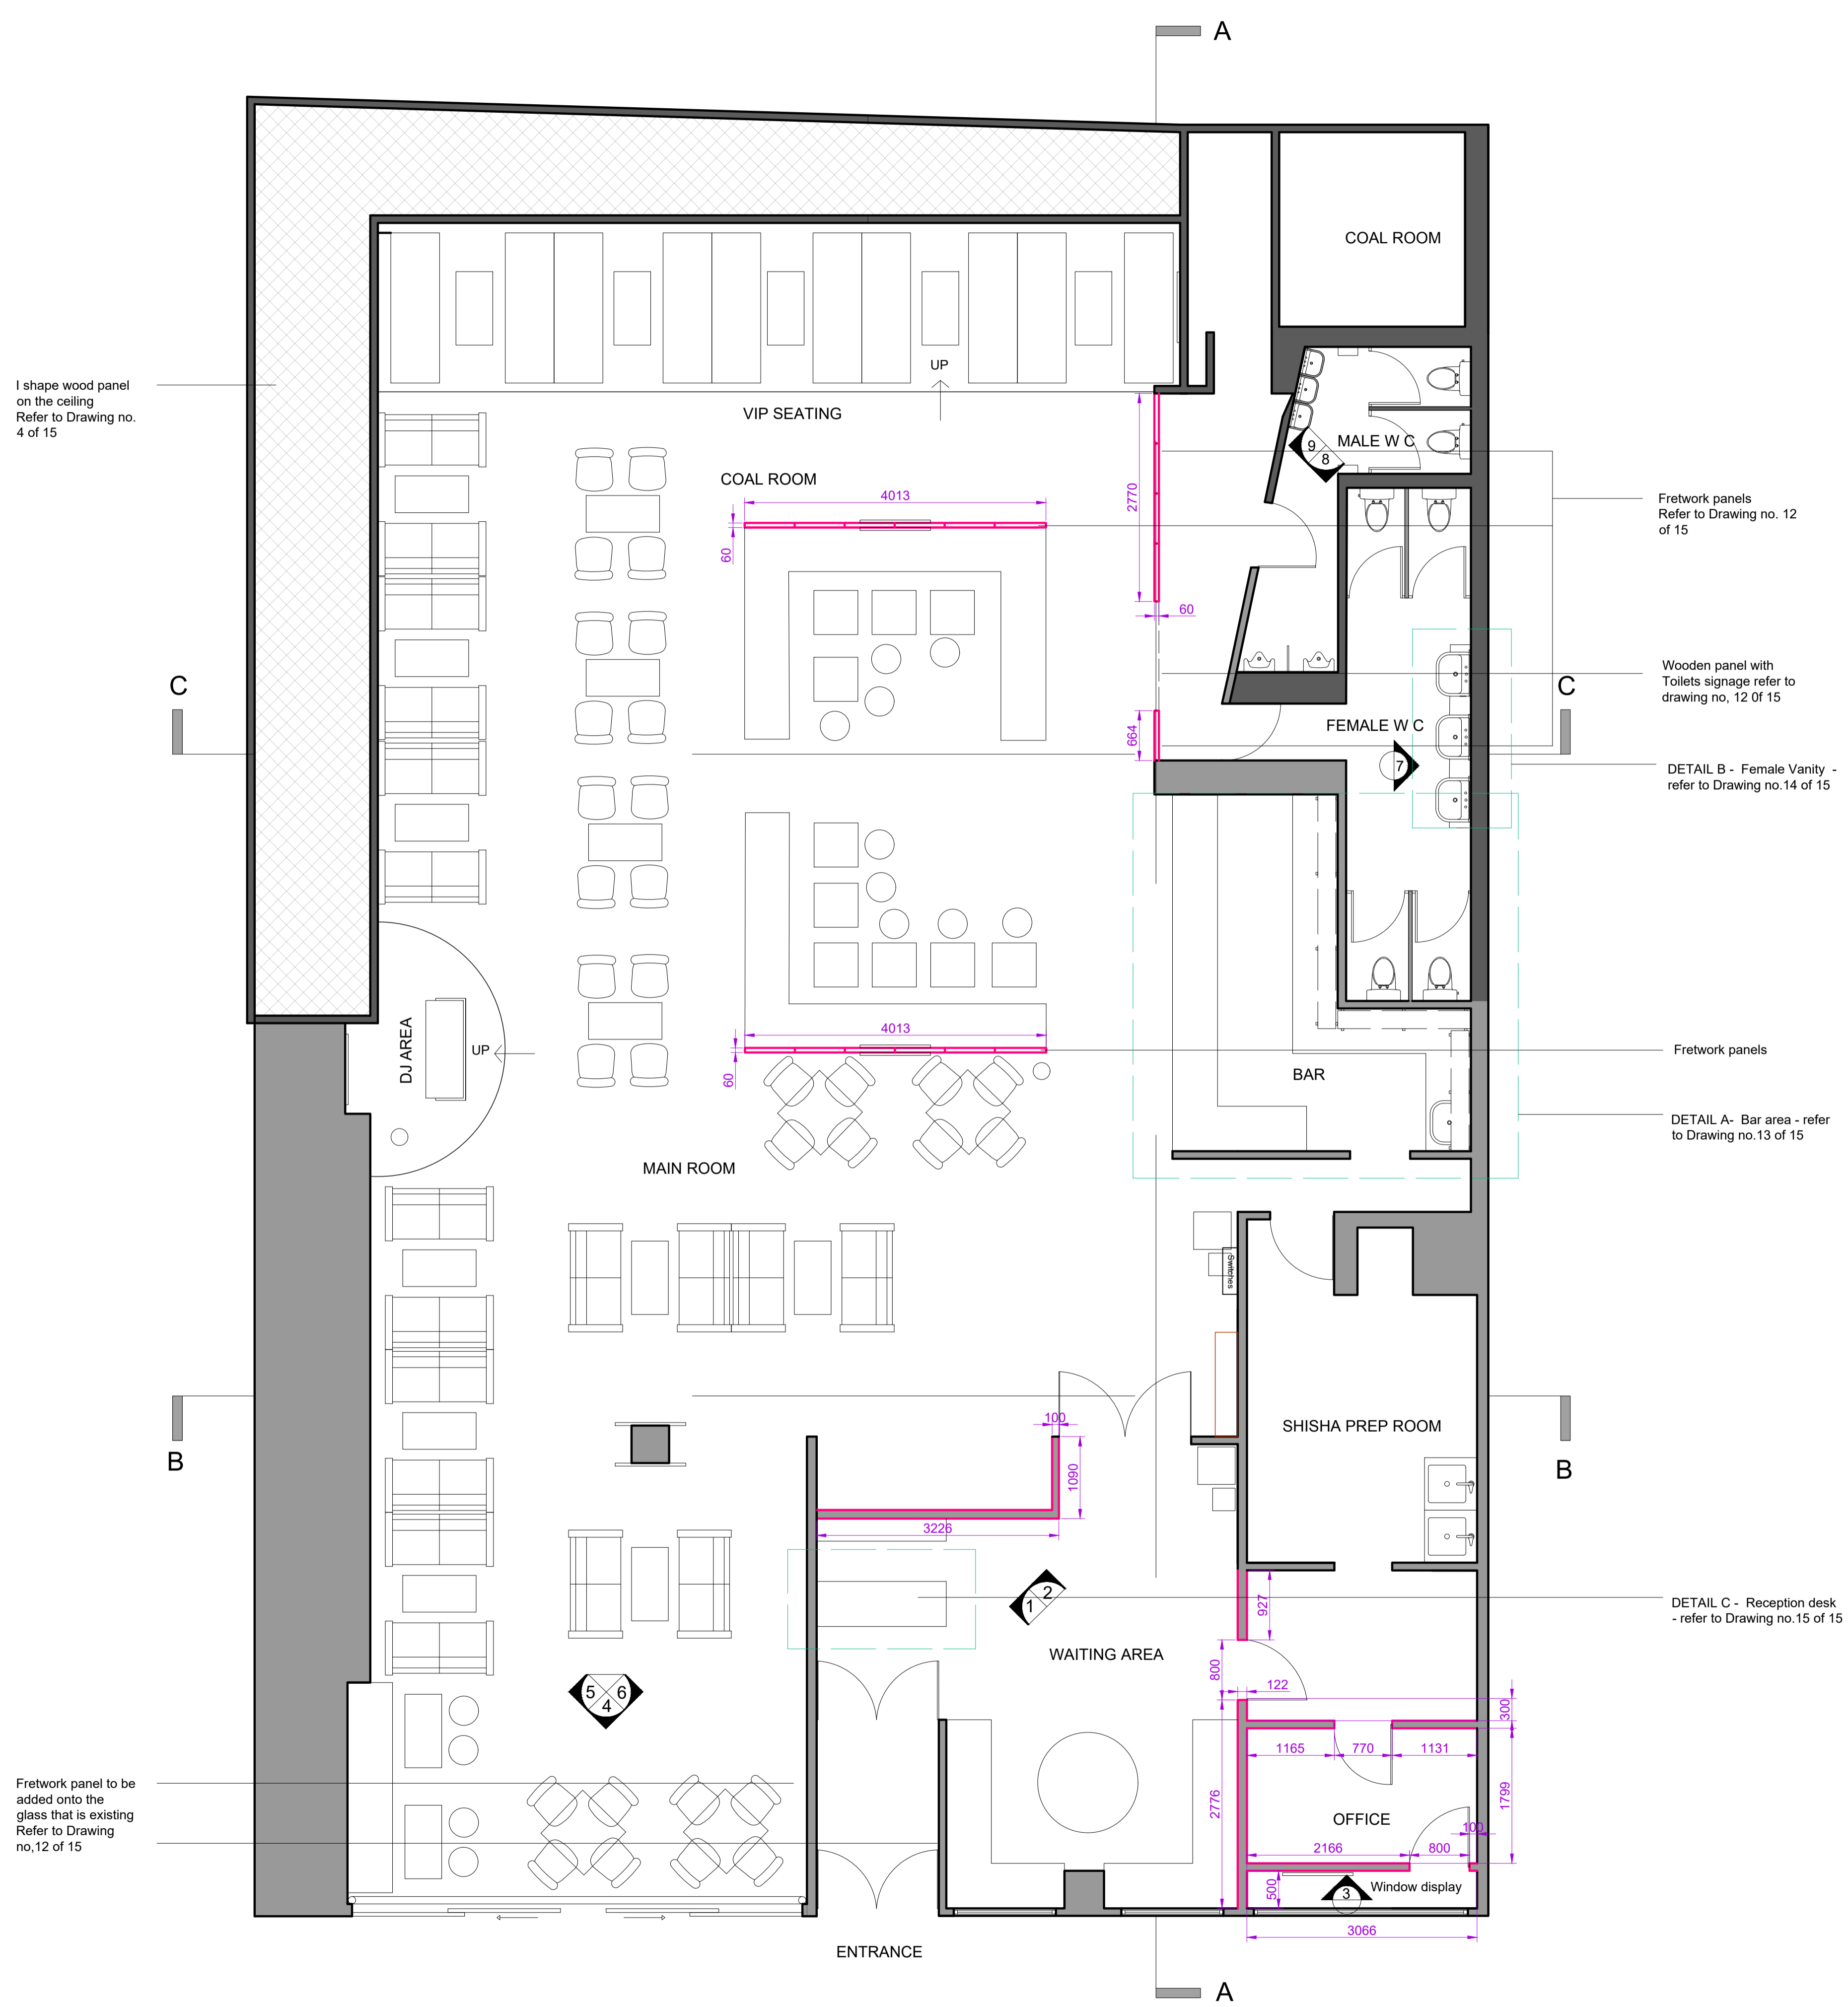 A
COAL ROOM
I shape wood panel
on the ceiling
Refer to Drawing no.
4 of 15
UP
VIP SEATING
MALE W C
9
8
COAL ROOM
4013
2770
60
60
Fretwork panels
Refer to Drawing no. 12
of 15
Wooden panel with
Toilets signage refer to
drawing no, 12 0f 15
C
C
664
FEMALE W C
7
DETAIL B - Female Vanity -
refer to Drawing no.14 of 15
DJ AREA
UP
4013
60
Fretwork panels
BAR
DETAIL A- Bar area - refer
to Drawing no.13 of 15
MAIN ROOM
Switches
B
B
SHISHA PREP ROOM
100
1090
3226
1
2
927
DETAIL C - Reception desk
- refer to Drawing no.15 of 15
WAITING AREA
800
122
300
5
4
6
1165
770
1131
1799
2776
Fretwork panel to be
added onto the
glass that is existing
Refer to Drawing
no,12 of 15
OFFICE
100
2166
800
500
Window display
3
3066
ENTRANCE
A